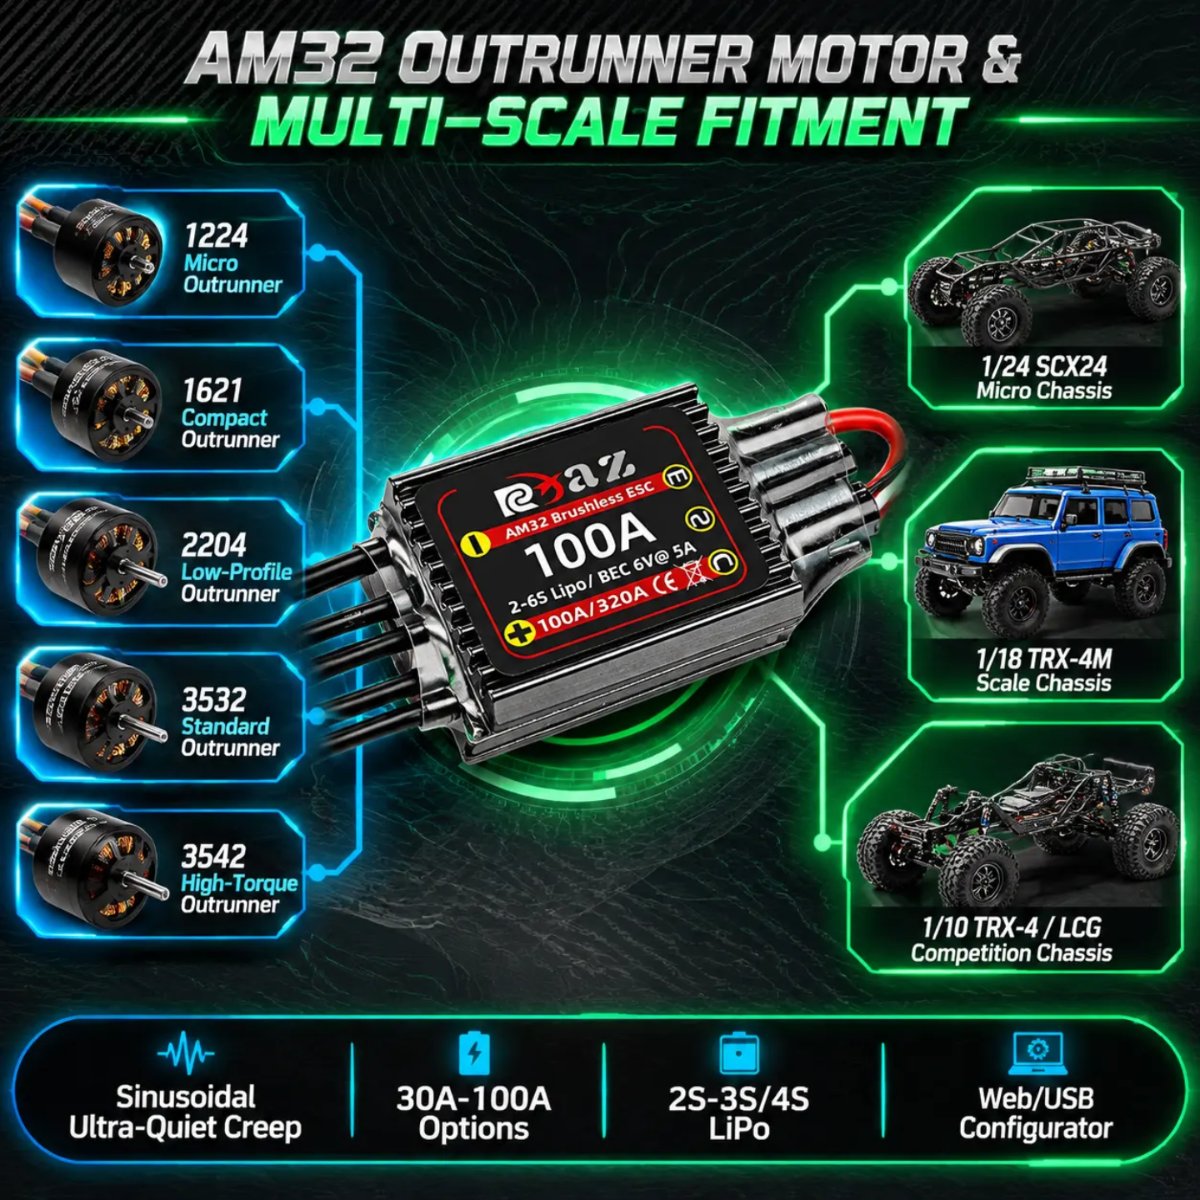 AM32 OUTRUNNER MOTOR &
MULTI-SCALE FITMENT
1224
Micro
Outrunner
1621
Compact
Outrunner
2204
Low-Profile
Outrunner
3532
Standard
Outrunner
3542
High-Torque
Outrunner
az
AM32 Brushless ESC
100A
2-6S Lipo/ BEC 6V@ 5A
100A/320A CE
1/24 SCX24
Micro Chassis
1/18 TRX-4M
Scale Chassis
1/10 TRX-4 / LCG
Competition Chassis
Sinusoidal
Ultra-Quiet Creep
30A-100A
Options
2S-3S/4S
LiPo
Web/USB
Configurator